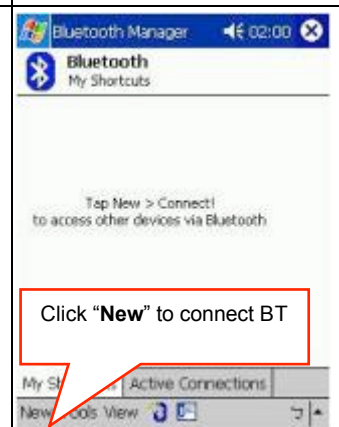 Bluetooth Manager 02:00
Bluetooth
My Shortcuts
Tap New > Connect!
to access other devices via Bluetooth
Click “New” to connect BT
My Active Connections
New View